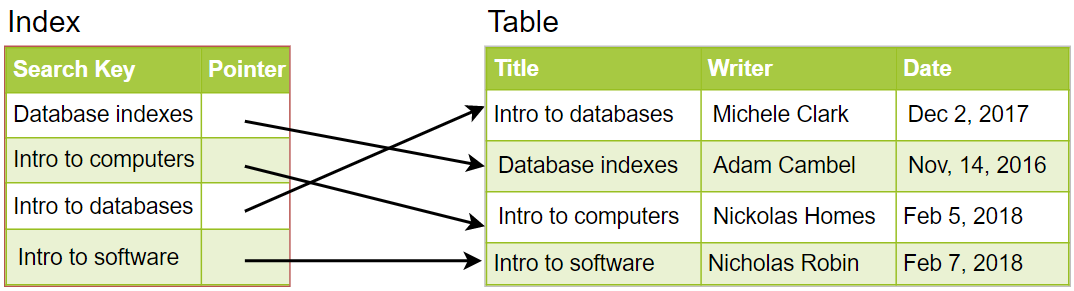 Index
Table
Search Key Pointer
Database indexes
Intro to computers
Intro to databases
Intro to software
Title Writer Date
Intro to databases Michele Clark Dec 2, 2017
Database indexes Adam Cambel Nov, 14, 2016
Intro to computers Nickolas Homes Feb 5, 2018
Intro to software Nicholas Robin Feb 7, 2018